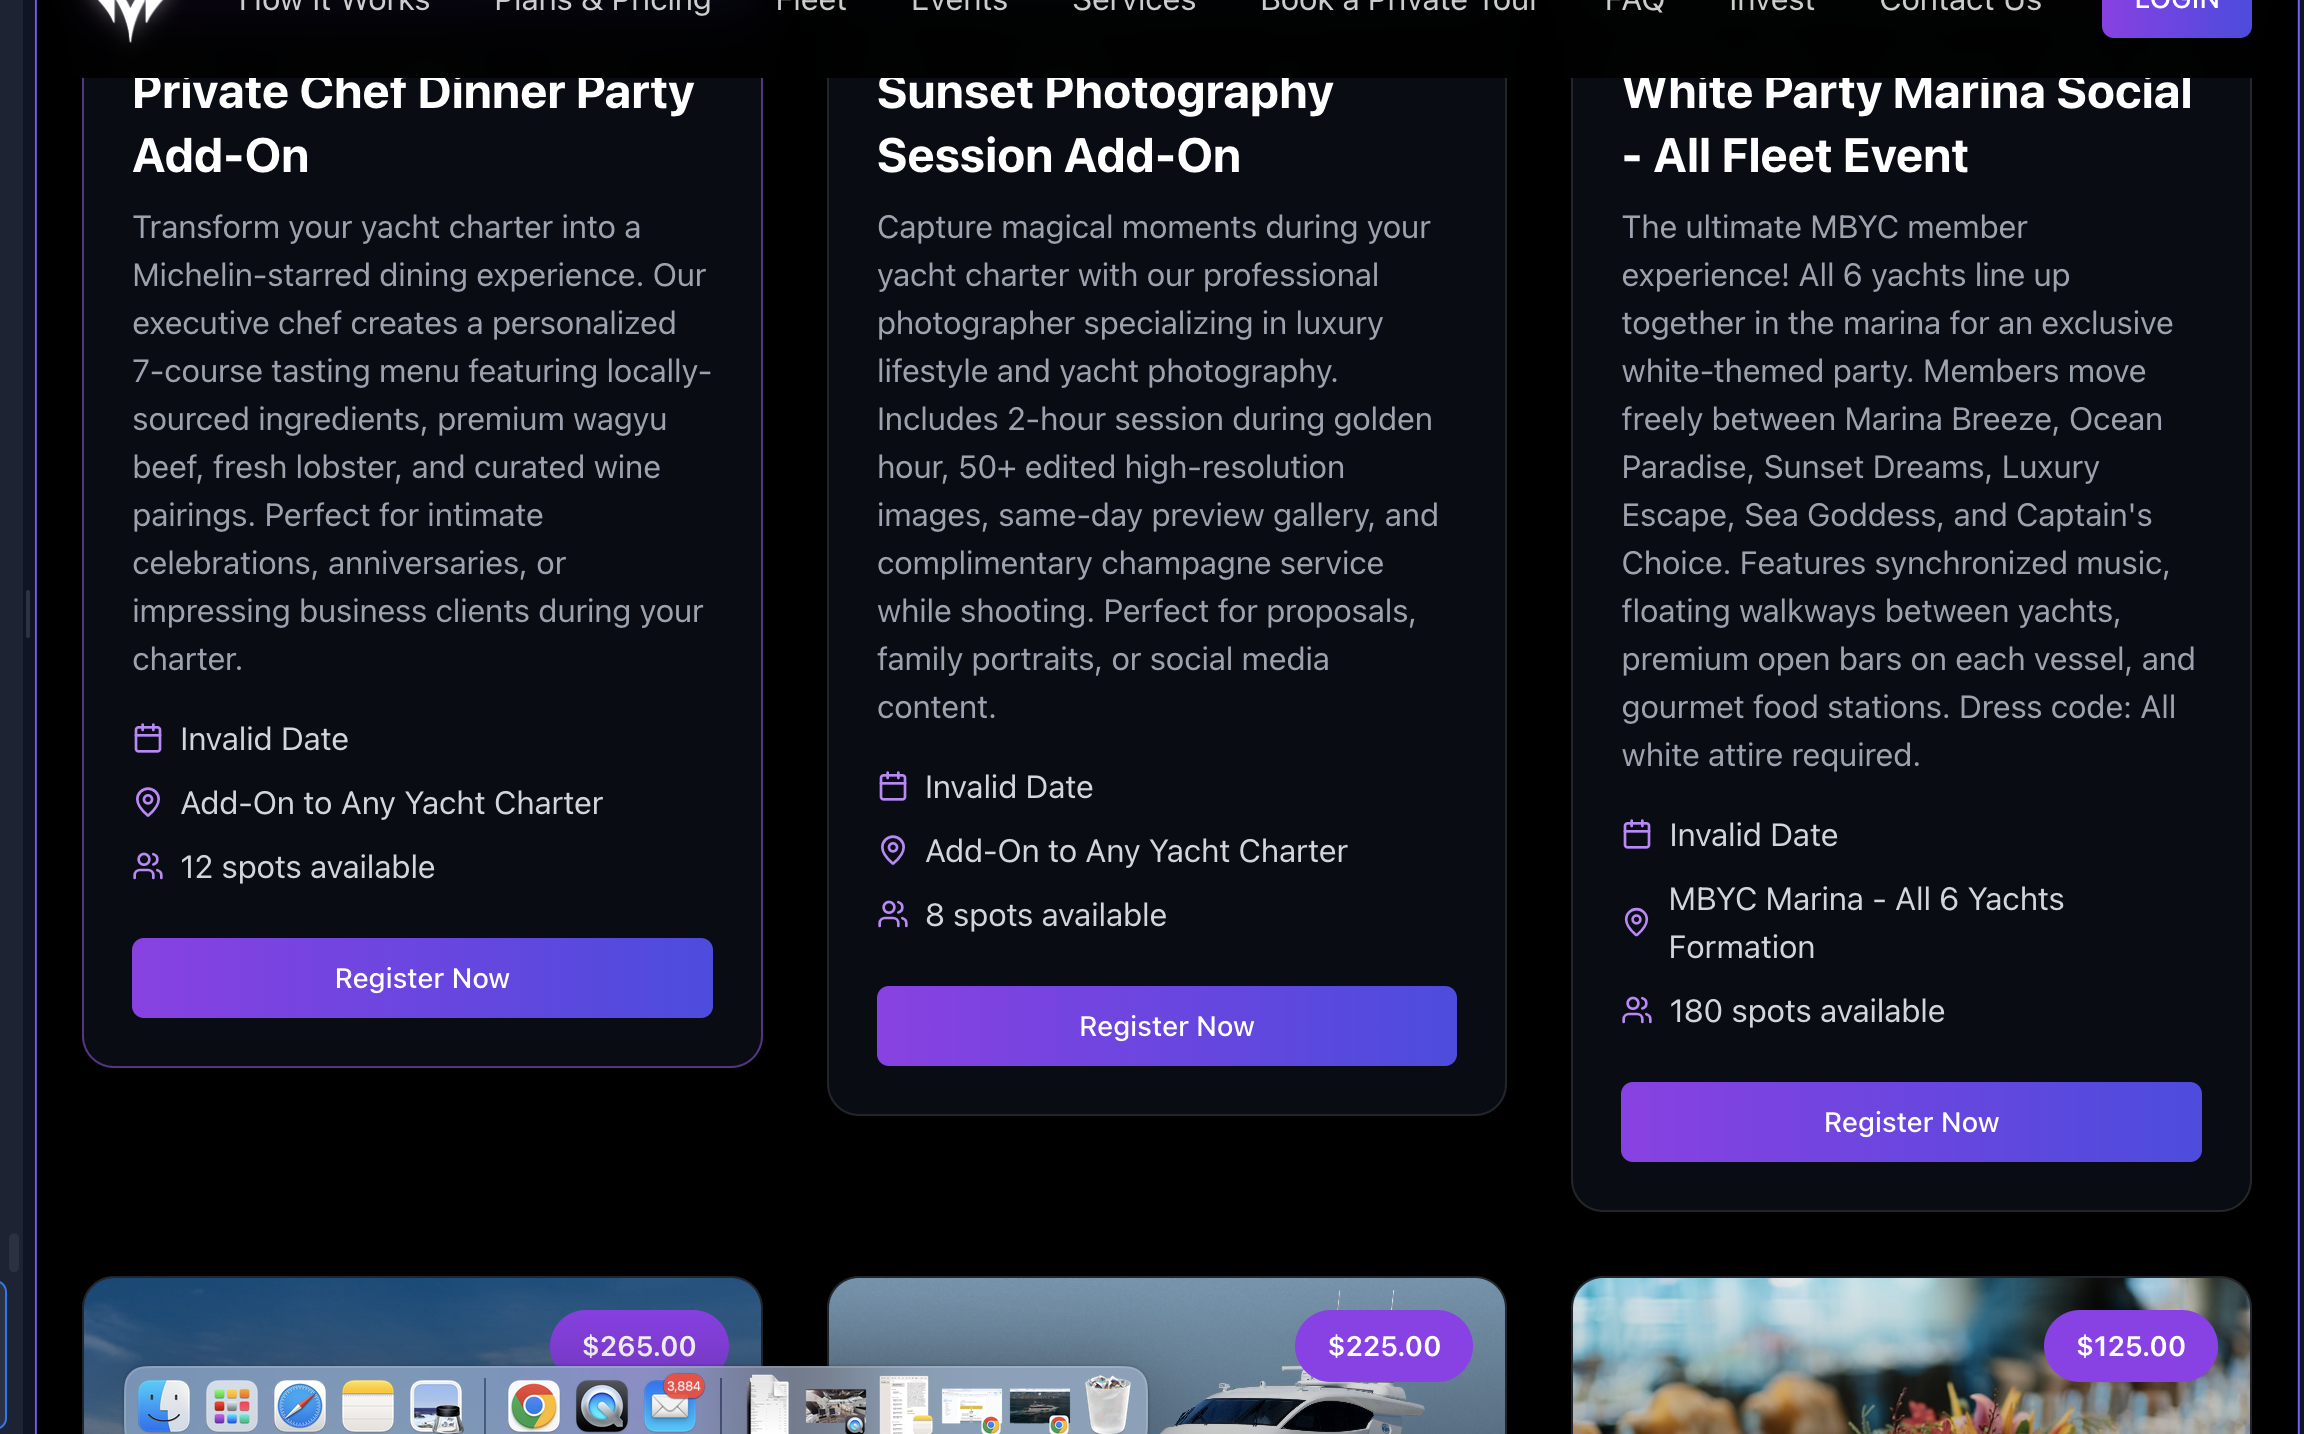 How It Works
Plans & Pricing
Fleet
Events
Services
Book a Private Tour
FAQ
Invest
Contact Us
LOGIN
Private Chef Dinner Party
Add-On
Transform your yacht charter into a
Michelin-starred dining experience. Our
executive chef creates a personalized
7-course tasting menu featuring locally-
sourced ingredients, premium wagyu
beef, fresh lobster, and curated wine
pairings. Perfect for intimate
celebrations, anniversaries, or
impressing business clients during your
charter.
Invalid Date
Add-On to Any Yacht Charter
12 spots available
Register Now
Sunset Photography
Session Add-On
Capture magical moments during your
yacht charter with our professional
photographer specializing in luxury
lifestyle and yacht photography.
Includes 2-hour session during golden
hour, 50+ edited high-resolution
images, same-day preview gallery, and
complimentary champagne service
while shooting. Perfect for proposals,
family portraits, or social media
content.
Invalid Date
Add-On to Any Yacht Charter
8 spots available
Register Now
White Party Marina Social
- All Fleet Event
The ultimate MBYC member
experience! All 6 yachts line up
together in the marina for an exclusive
white-themed party. Members move
freely between Marina Breeze, Ocean
Paradise, Sunset Dreams, Luxury
Escape, Sea Goddess, and Captain's
Choice. Features synchronized music,
floating walkways between yachts,
premium open bars on each vessel, and
gourmet food stations. Dress code: All
white attire required.
Invalid Date
MBYC Marina - All 6 Yachts
Formation
180 spots available
Register Now
$265.00
$225.00
$125.00
3,884